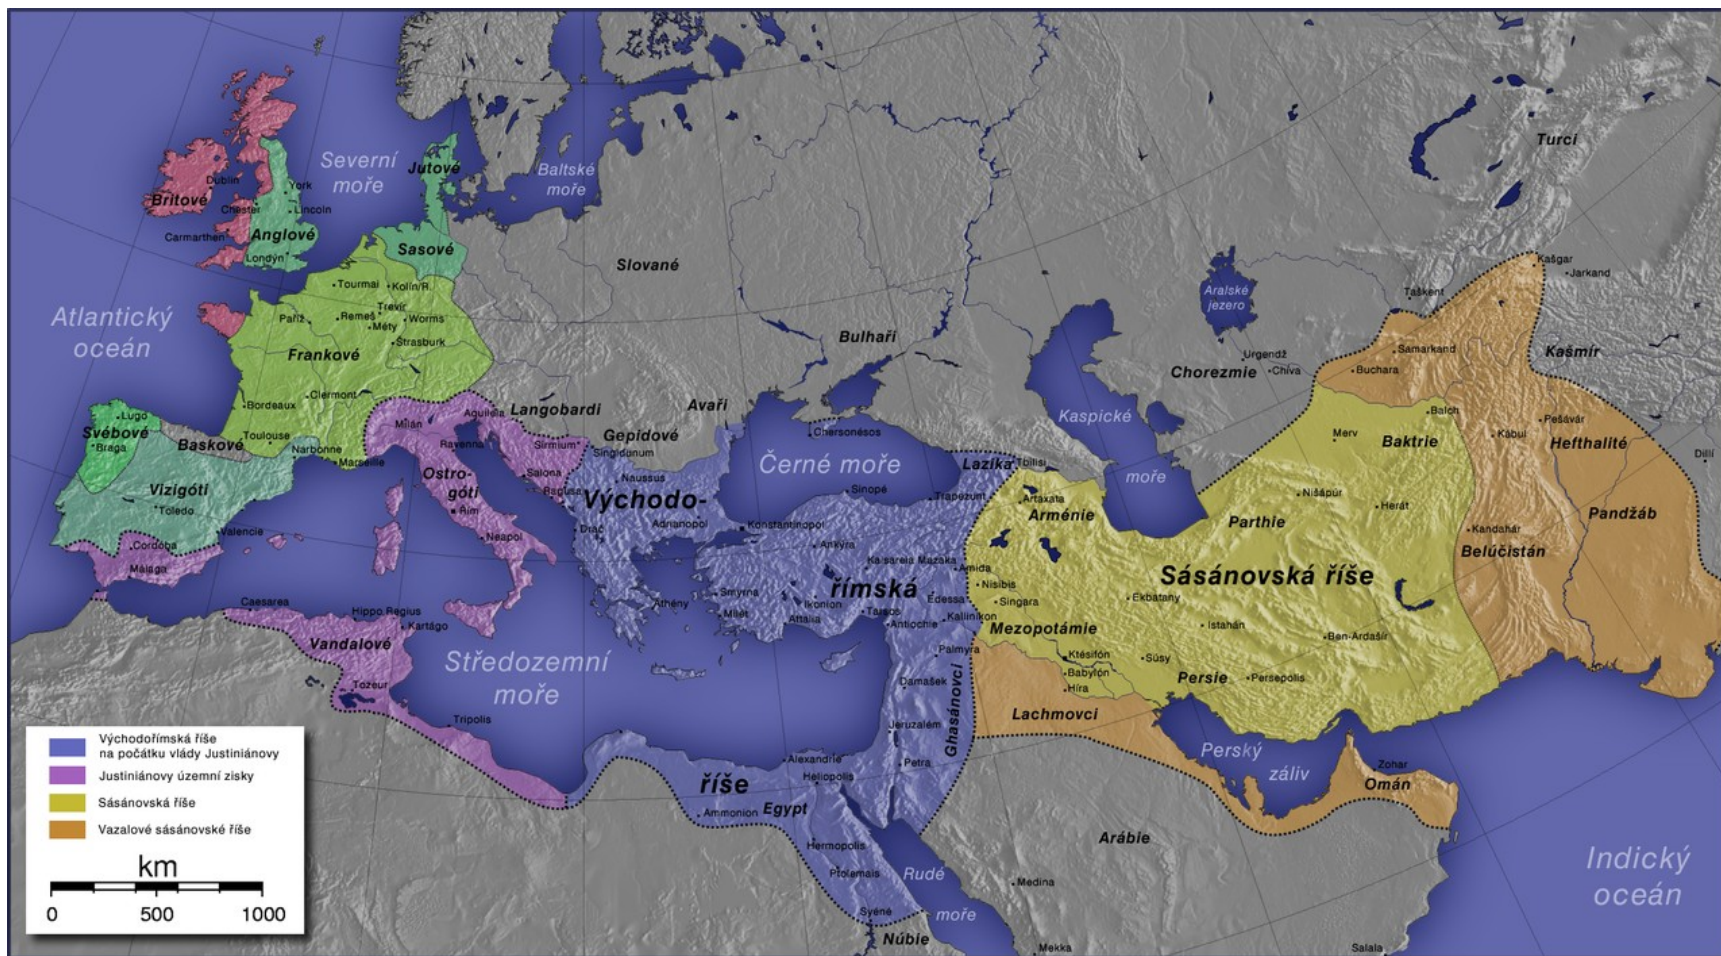 Turci
Severní
moře
Baltské
moře
Jutové
Dublin
York
Britové
Chester
Lincoln
Carmarthen
Anglové
Londýn
Sasové
Slované
Kašgar
Jarkand
Taškent
Aralské
jezero
Tourmai
Kolín/R.
Trevír
Paříž
Remeš
Worms
Méty
Štrasburk
Atlantický
oceán
Frankové
Bulhaři
Samarkand
Kašmír
Urgendž
Chorezmie
Chiva
Buchara
Clermont
Bordeaux
Langobardi
Avaři
Kaspické
moře
Balch
Pešávar
Lugo
Svébové
Braga
Baskové
Toulouse
Narbonne
Marseille
Milán
Aquileia
Ravenna
Sirmium
Gepidové
Singidunum
Chersonésos
Merv
Baktrie
Kábul
Hefthalité
Dillí
Černé moře
Lazika
Tbilisi
Vizigóti
Toledo
Ostro-
góti
Řím
Salona
Ragusa
Naussus
Východo-
Sinopé
Trapezunt
Artaxata
Arménie
Nišápúr
Herát
Parthie
Pandžáb
Valencie
Cordóba
Málaga
Neapol
Drač
Adrianopol
Konstantinopol
Ankýra
Kandahár
Belúčistán
Kaisareia Mazaka
Amida
Sásánovská říše
římská
Nisibis
Smyrna
Athény
Milét
Ikonion
Attália
Tarsos
Edessa
Singara
Ekbatany
Caesarea
Hippo Regius
Kartágo
Vandalové
Antiochie
Kallinikon
Mezopotámie
Istahán
Ben-Ardašír
Středozemní
moře
Palmyra
Ktésifón
Súsy
Babylón
Híra
Persie
Persepolis
Tozeur
Tripolis
Damašek
Ghasánovci
Lachmovci
Jeruzalém
Petra
Perský
záliv
Zohar
Omán
Alexandrie
Heliopolis
říše
Ammonion
Egypt
Hermopolis
Ptolemais
Syéné
Núbie
Rudé
moře
Arábie
Medina
Mekka
Salala
Indický
oceán
Východořímská říše
na počátku vlády Justiniánovy
Justiniánovy územní zisky
Sásánovská říše
Vazalové sásánovské říše
km
0 500 1000